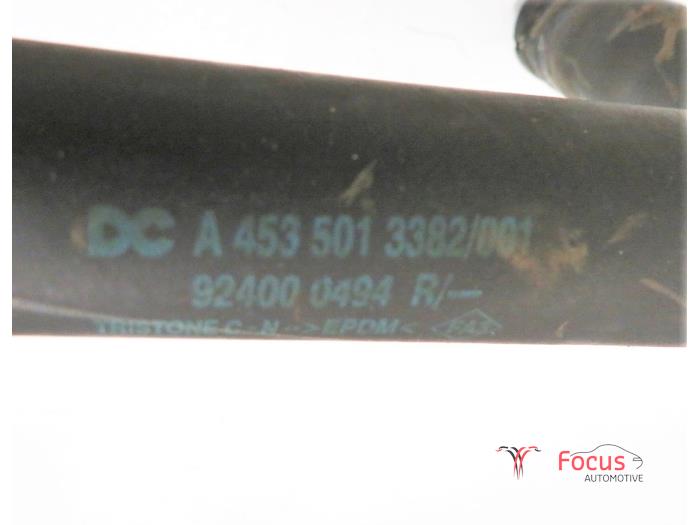 DC A 453 501 3382/001
92400 0494 R/—
TRISTONE C - N ->EPDM<
Focus
AUTOMOTIVE